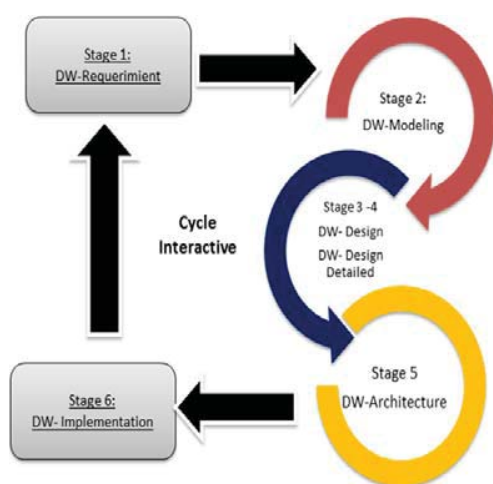 Stage 1:
DW-Requerimient
Stage 2:
DW-Modeling
Stage 3 -4
DW- Design
DW- Design
Detailed
Cycle
Interactive
Stage 5
DW-Architecture
Stage 6:
DW- Implementation